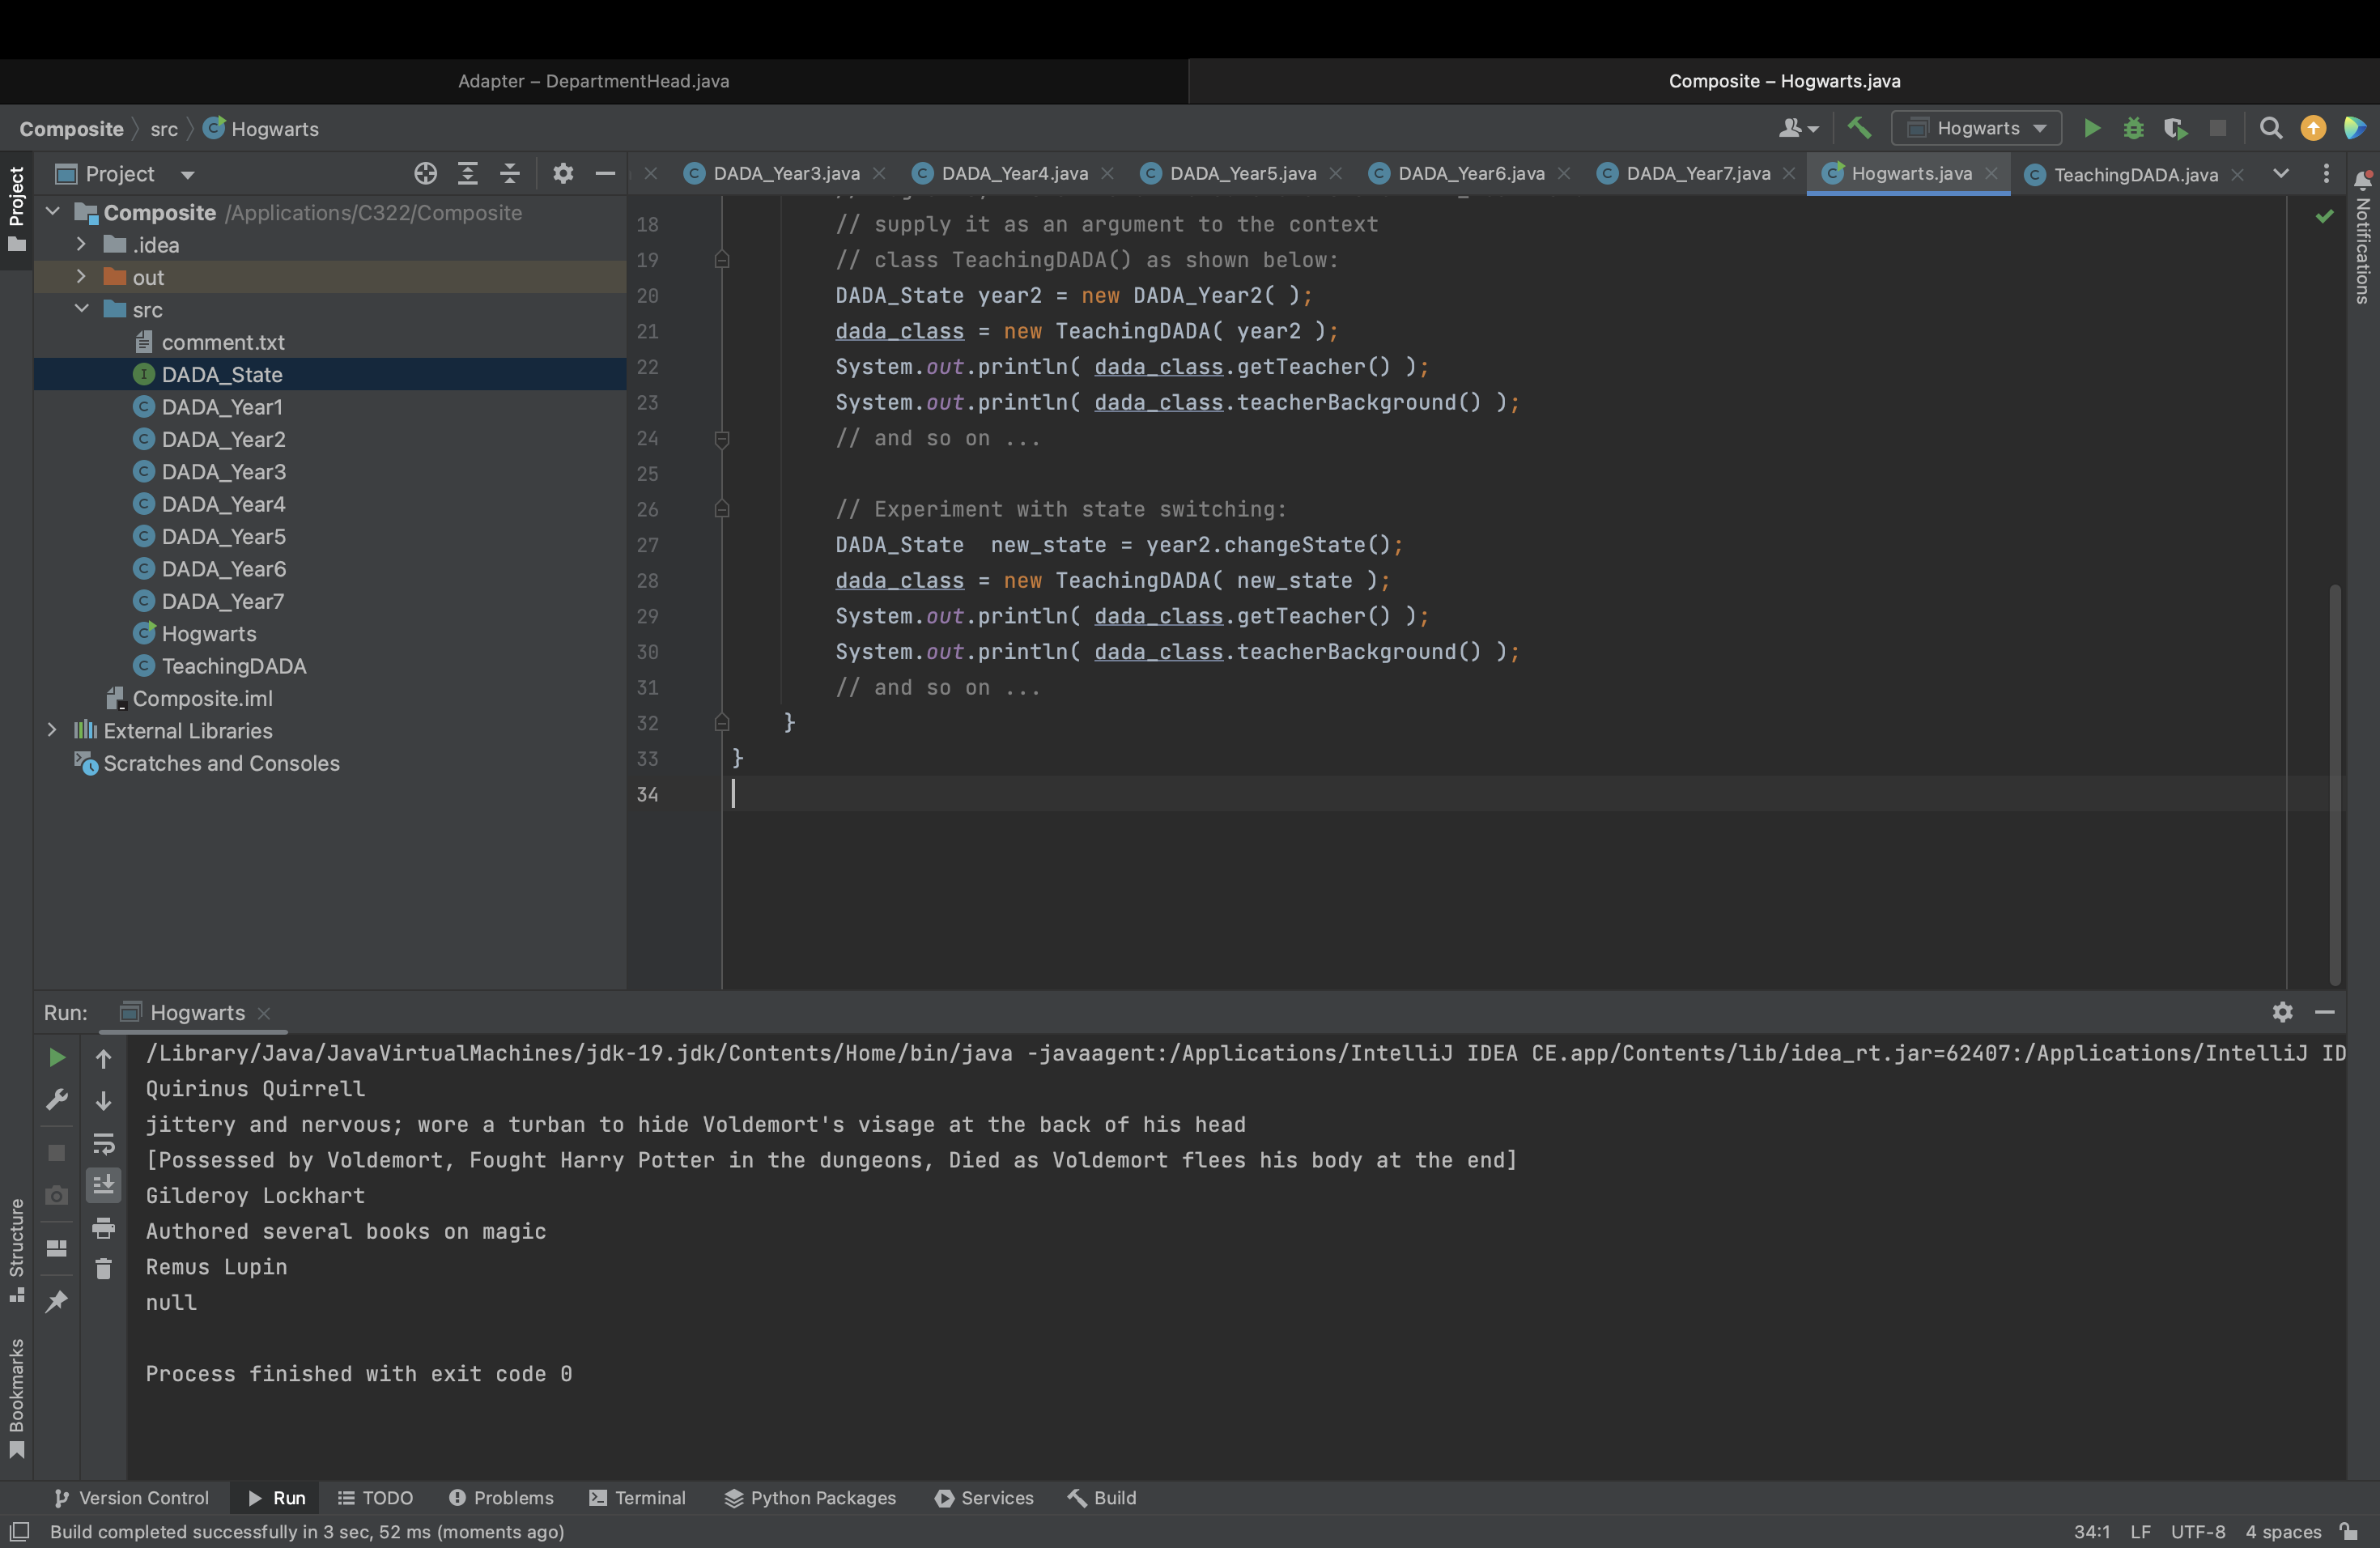 Adapter – DepartmentHead.java
Composite – Hogwarts.java
Composite src Hogwarts
Hogwarts
Project
Project
DADA_Year3.java
DADA_Year4.java
DADA_Year5.java
DADA_Year6.java
DADA_Year7.java
Hogwarts.java
TeachingDADA.java
Notifications
Composite /Applications/C322/Composite
.idea
out
src
comment.txt
DADA_State
DADA_Year1
DADA_Year2
DADA_Year3
DADA_Year4
DADA_Year5
DADA_Year6
DADA_Year7
Hogwarts
TeachingDADA
Composite.iml
External Libraries
Scratches and Consoles
18 // supply it as an argument to the context
19 // class TeachingDADA() as shown below:
20 DADA_State year2 = new DADA_Year2( );
21 dada_class = new TeachingDADA( year2 );
22 System.out.println( dada_class.getTeacher() );
23 System.out.println( dada_class.teacherBackground() );
24 // and so on ...
25
26 // Experiment with state switching:
27 DADA_State  new_state = year2.changeState();
28 dada_class = new TeachingDADA( new_state );
29 System.out.println( dada_class.getTeacher() );
30 System.out.println( dada_class.teacherBackground() );
31 // and so on ...
32 }
33 }
34
Run: Hogwarts
/Library/Java/JavaVirtualMachines/jdk-19.jdk/Contents/Home/bin/java -javaagent:/Applications/IntelliJ IDEA CE.app/Contents/lib/idea_rt.jar=62407:/Applications/IntelliJ ID
Quirinus Quirrell
jittery and nervous; wore a turban to hide Voldemort's visage at the back of his head
[Possessed by Voldemort, Fought Harry Potter in the dungeons, Died as Voldemort flees his body at the end]
Gilderoy Lockhart
Authored several books on magic
Remus Lupin
null
Process finished with exit code 0
Structure
Bookmarks
Version Control Run TODO Problems Terminal Python Packages Services Build
Build completed successfully in 3 sec, 52 ms (moments ago)
34:1 LF UTF-8 4 spaces